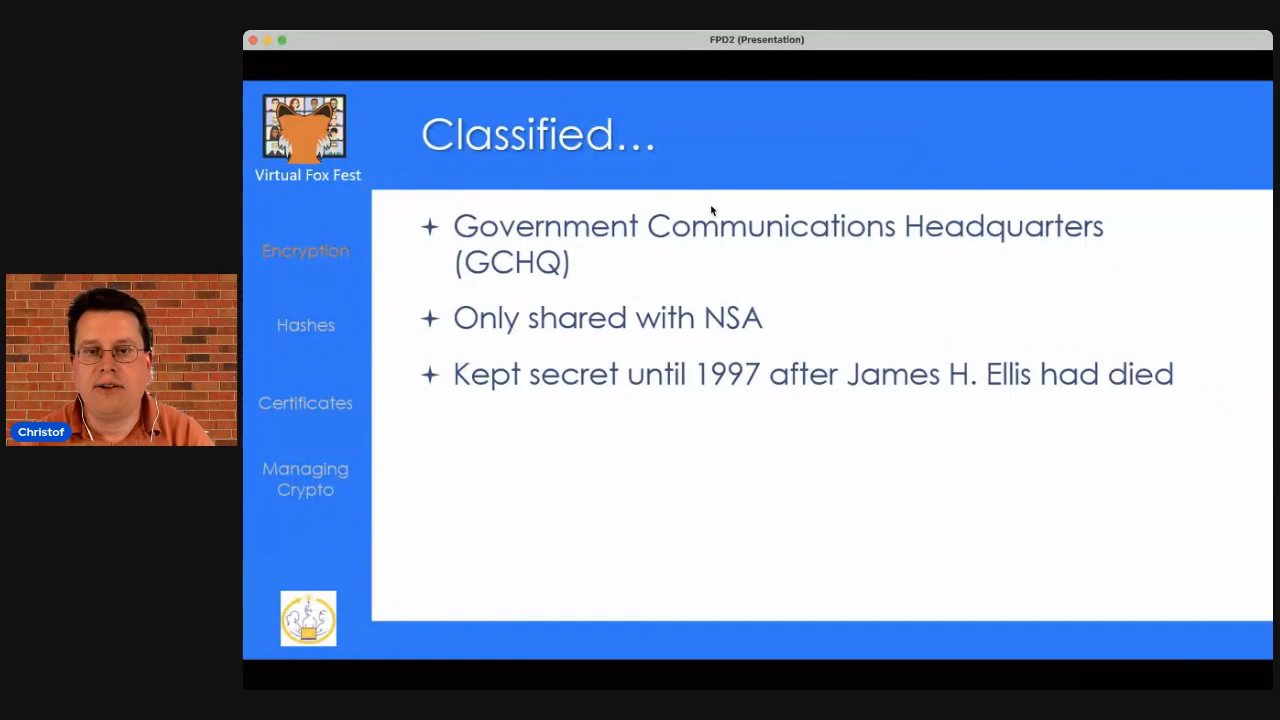 FPD2 (Presentation)
Virtual Fox Fest
Classified...
Government Communications Headquarters
(GCHQ)
Only shared with NSA
Kept secret until 1997 after James H. Ellis had died
Encryption
Hashes
Certificates
Managing
Crypto
Christof